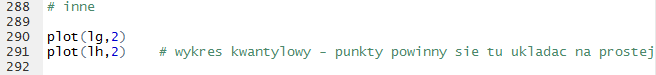 288 # inne
289
290 plot(lg,2)
291 plot(lh,2) # wykres kwantylowy - punkty powinny sie tu ukladac na prostej
292